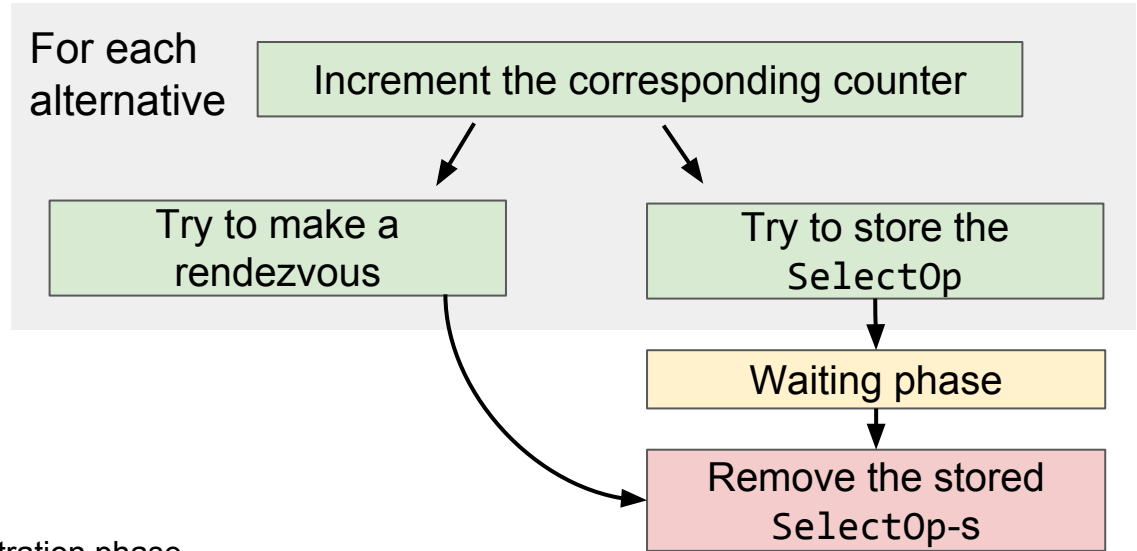 For each
alternative
Increment the corresponding counter
Try to make a
rendezvous
Try to store the
SelectOp
Waiting phase
Remove the stored
SelectOp-s
phase